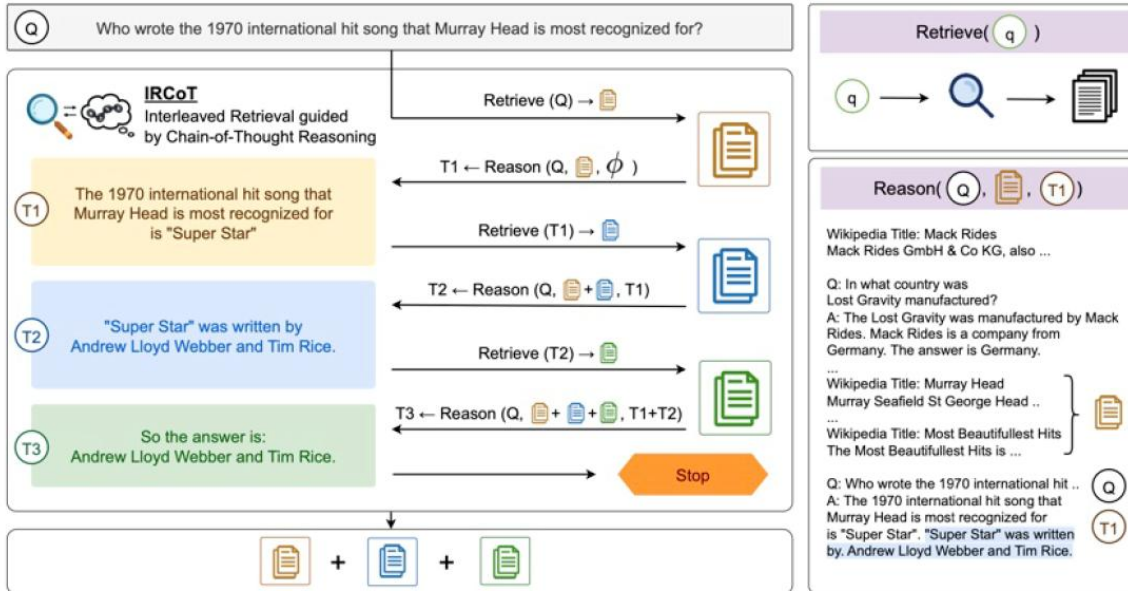 Q
Who wrote the 1970 international hit song that Murray Head is most recognized for?
IRCoT
Interleaved Retrieval guided
by Chain-of-Thought Reasoning
Retrieve (Q) →
T1 ← Reason (Q, , ϕ )
T1
The 1970 international hit song that
Murray Head is most recognized for
is "Super Star"
Retrieve (T1) →
T2 ← Reason (Q, + , T1)
T2
"Super Star" was written by
Andrew Lloyd Webber and Tim Rice.
Retrieve (T2) →
T3 ← Reason (Q, + + , T1+T2)
T3
So the answer is:
Andrew Lloyd Webber and Tim Rice.
Stop
+ +
Retrieve( q )
q
Reason( Q , , T1 )
Wikipedia Title: Mack Rides
Mack Rides GmbH & Co KG, also ...
Q: In what country was
Lost Gravity manufactured?
A: The Lost Gravity was manufactured by Mack
Rides. Mack Rides is a company from
Germany. The answer is Germany.
...
Wikipedia Title: Murray Head
Murray Seafield St George Head ..
...
Wikipedia Title: Most Beautifullest Hits
The Most Beautifullest Hits is ...
Q: Who wrote the 1970 international hit ..
Q
A: The 1970 international hit song that
Murray Head is most recognized for
T1
is "Super Star". "Super Star" was written
by. Andrew Lloyd Webber and Tim Rice.